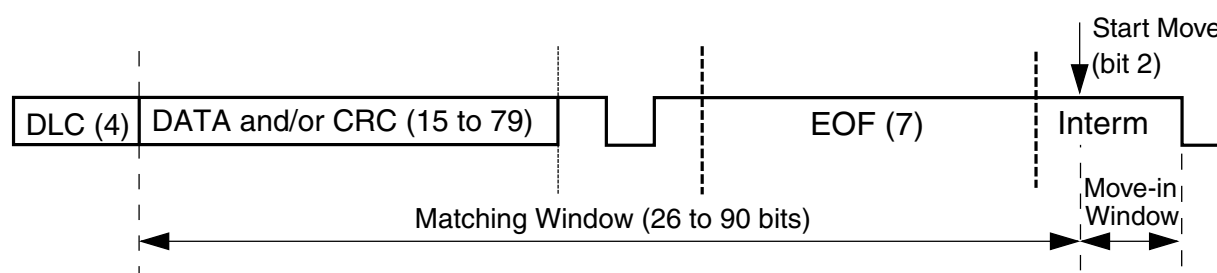 Start Move
(bit 2)
DLC (4)
DATA and/or CRC (15 to 79)
EOF (7)
Interm
Matching Window (26 to 90 bits)
Move-in
Window